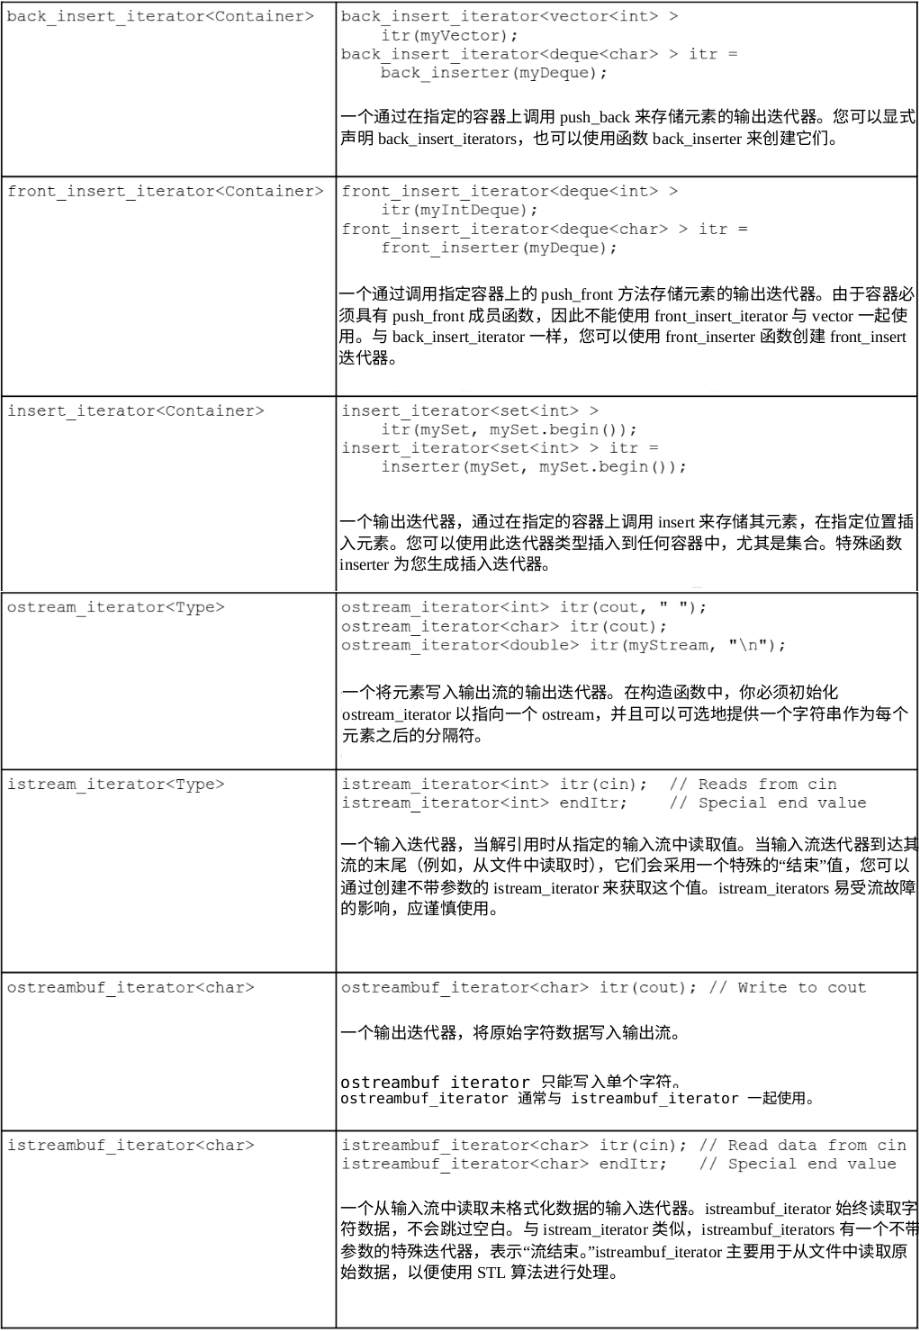 back_insert_iterator<Container>
back_insert_iterator<vector<int> >
itr(myVector);
back_insert_iterator<deque<char> > itr =
back_inserter(myDeque);
一个通过在指定的容器上调用 push_back 来存储元素的输出迭代器。您可以显式
声明 back_insert_iterators，也可以使用函数 back_inserter 来创建它们。
front_insert_iterator<Container>
front_insert_iterator<deque<int> >
itr(myIntDeque);
front_insert_iterator<deque<char> > itr =
front_inserter(myDeque);
一个通过调用指定容器上的 push_front 方法存储元素的输出迭代器。由于容器必
须具有 push_front 成员函数，因此不能使用 front_insert_iterator 与 vector 一起使
用。与 back_insert_iterator 一样，您可以使用 front_inserter 函数创建 front_insert
迭代器。
insert_iterator<Container>
insert_iterator<set<int> >
itr(mySet, mySet.begin());
insert_iterator<set<int> > itr =
inserter(mySet, mySet.begin());
一个输出迭代器，通过在指定的容器上调用 insert 来存储其元素，在指定位置插
入元素。您可以使用此迭代器类型插入到任何容器中，尤其是集合。特殊函数
inserter 为您生成插入迭代器。
ostream_iterator<Type>
ostream_iterator<int> itr(cout, " ");
ostream_iterator<char> itr(cout);
ostream_iterator<double> itr(myStream, "\n");
一个将元素写入输出流的输出迭代器。在构造函数中，你必须初始化
ostream_iterator 以指向一个 ostream，并且可以可选地提供一个字符串作为每个
元素之后的分隔符。
istream_iterator<Type>
istream_iterator<int> itr(cin);  // Reads from cin
istream_iterator<int> endItr;    // Special end value
一个输入迭代器，当解引用时从指定的输入流中读取值。当输入流迭代器到达其
流的末尾（例如，从文件中读取时），它们会采用一个特殊的“结束”值，您可以
通过创建不带参数的 istream_iterator 来获取这个值。istream_iterators 易受流故障
的影响，应谨慎使用。
ostreambuf_iterator<char>
ostreambuf_iterator<char> itr(cout); // Write to cout
一个输出迭代器，将原始字符数据写入输出流。
ostreambuf iterator 只能写入单个字符。
ostreambuf_iterator 通常与 istreambuf_iterator 一起使用。
istreambuf_iterator<char>
istreambuf_iterator<char> itr(cin); // Read data from cin
istreambuf_iterator<char> endItr;   // Special end value
一个从输入流中读取未格式化数据的输入迭代器。istreambuf_iterator 始终读取字
符数据，不会跳过空白。与 istream_iterator 类似，istreambuf_iterators 有一个不带
参数的特殊迭代器，表示“流结束。”istreambuf_iterator 主要用于从文件中读取原
始数据，以便使用 STL 算法进行处理。